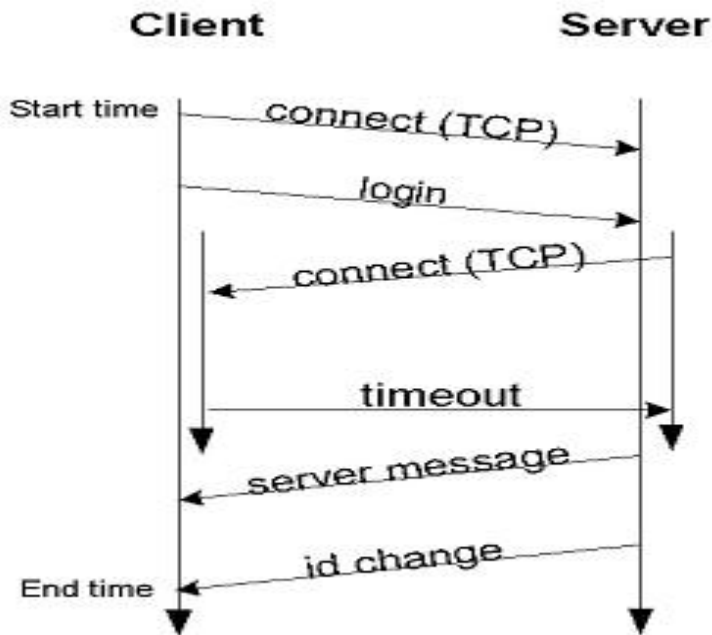 Client
Server
Start time
connect (TCP)
login
connect (TCP)
timeout
server message
id change
End time